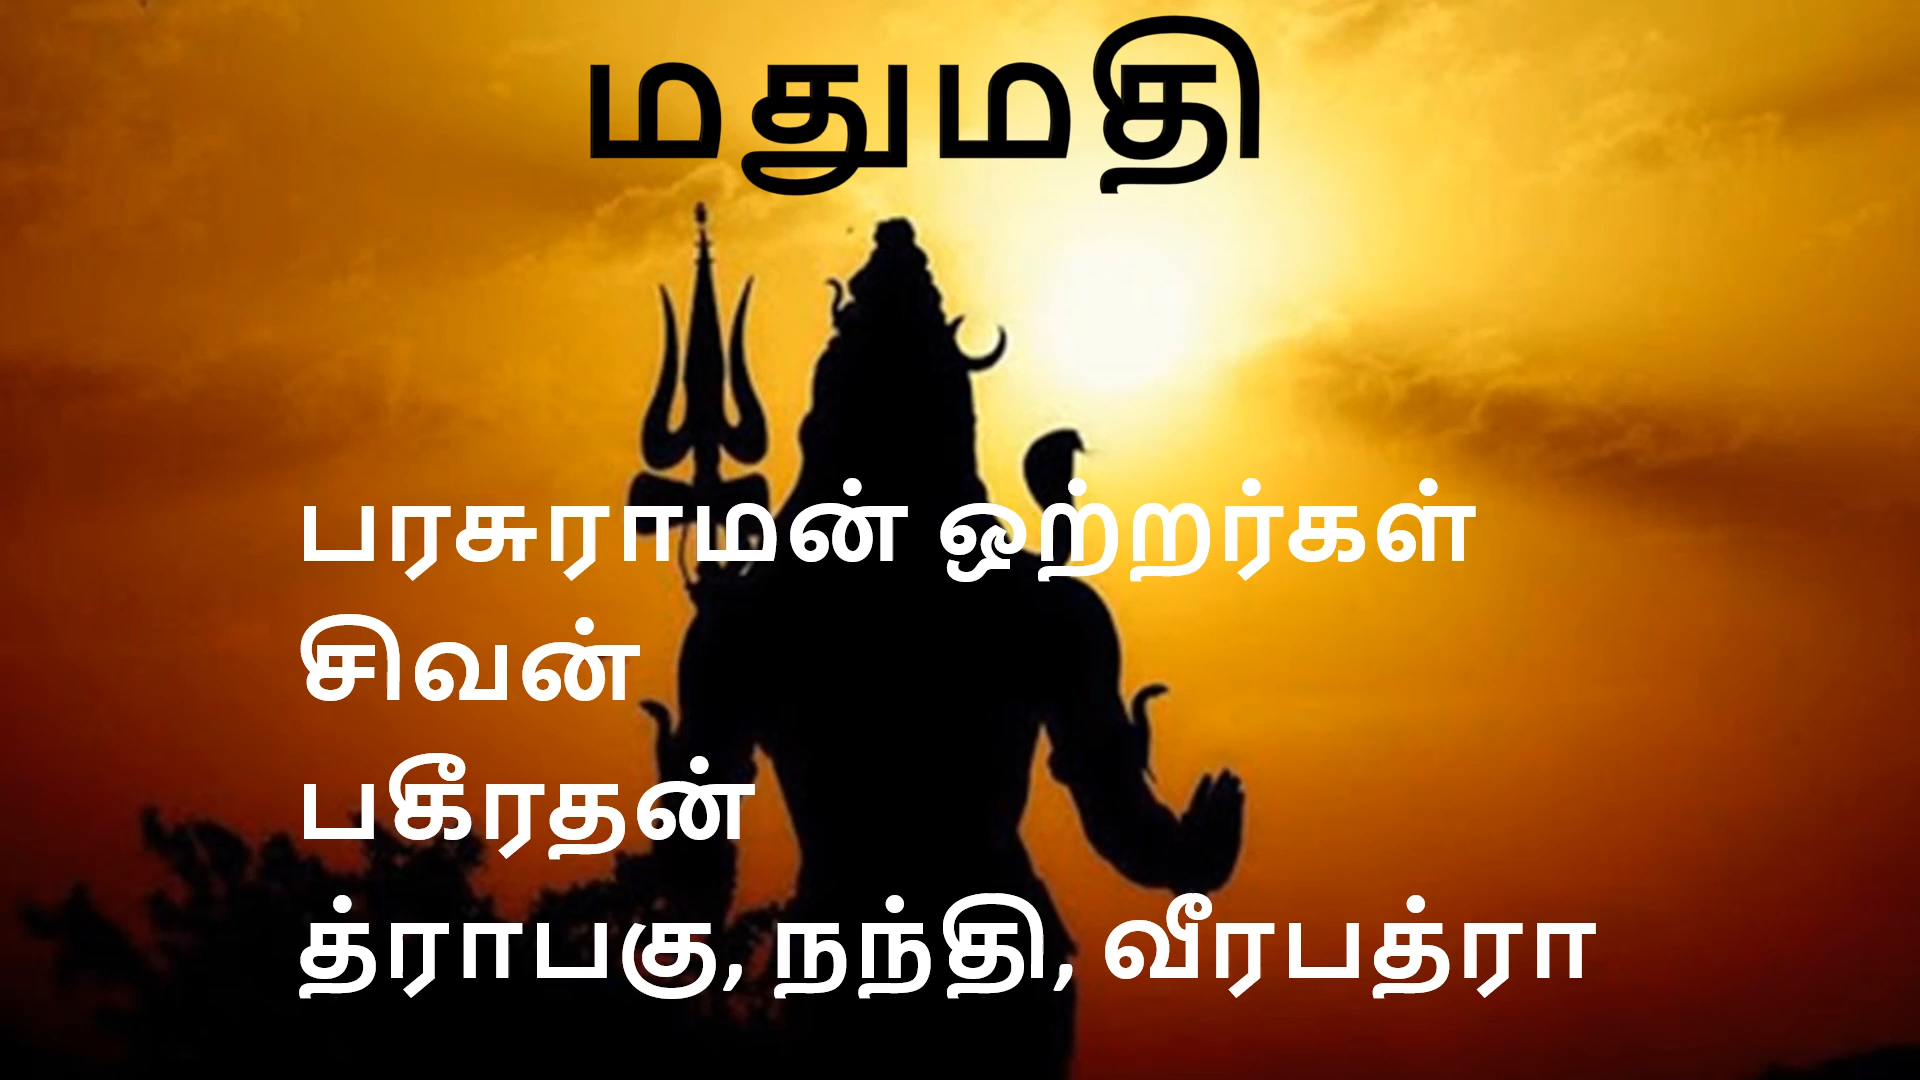 மதுமதி
பரசுராமன் ஒற்றர்கள்
சிவன்
பகீரதன்
த்ராபகு, நந்தி, வீரபத்ரா